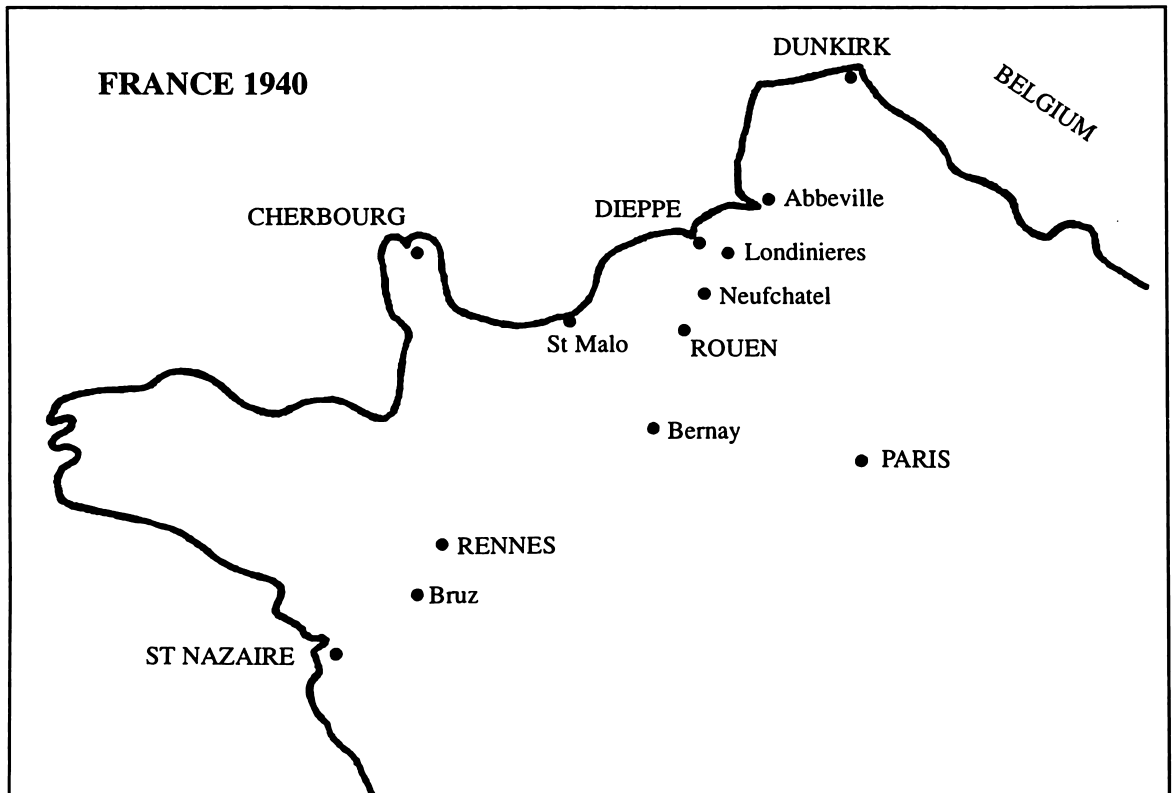 DUNKIRK
FRANCE 1940
BELGIUM
Abbeville
DIEPPE
CHERBOURG
Londinieres
Neufchatel
St Malo
ROUEN
Bernay
PARIS
RENNES
Bruz
ST NAZAIRE